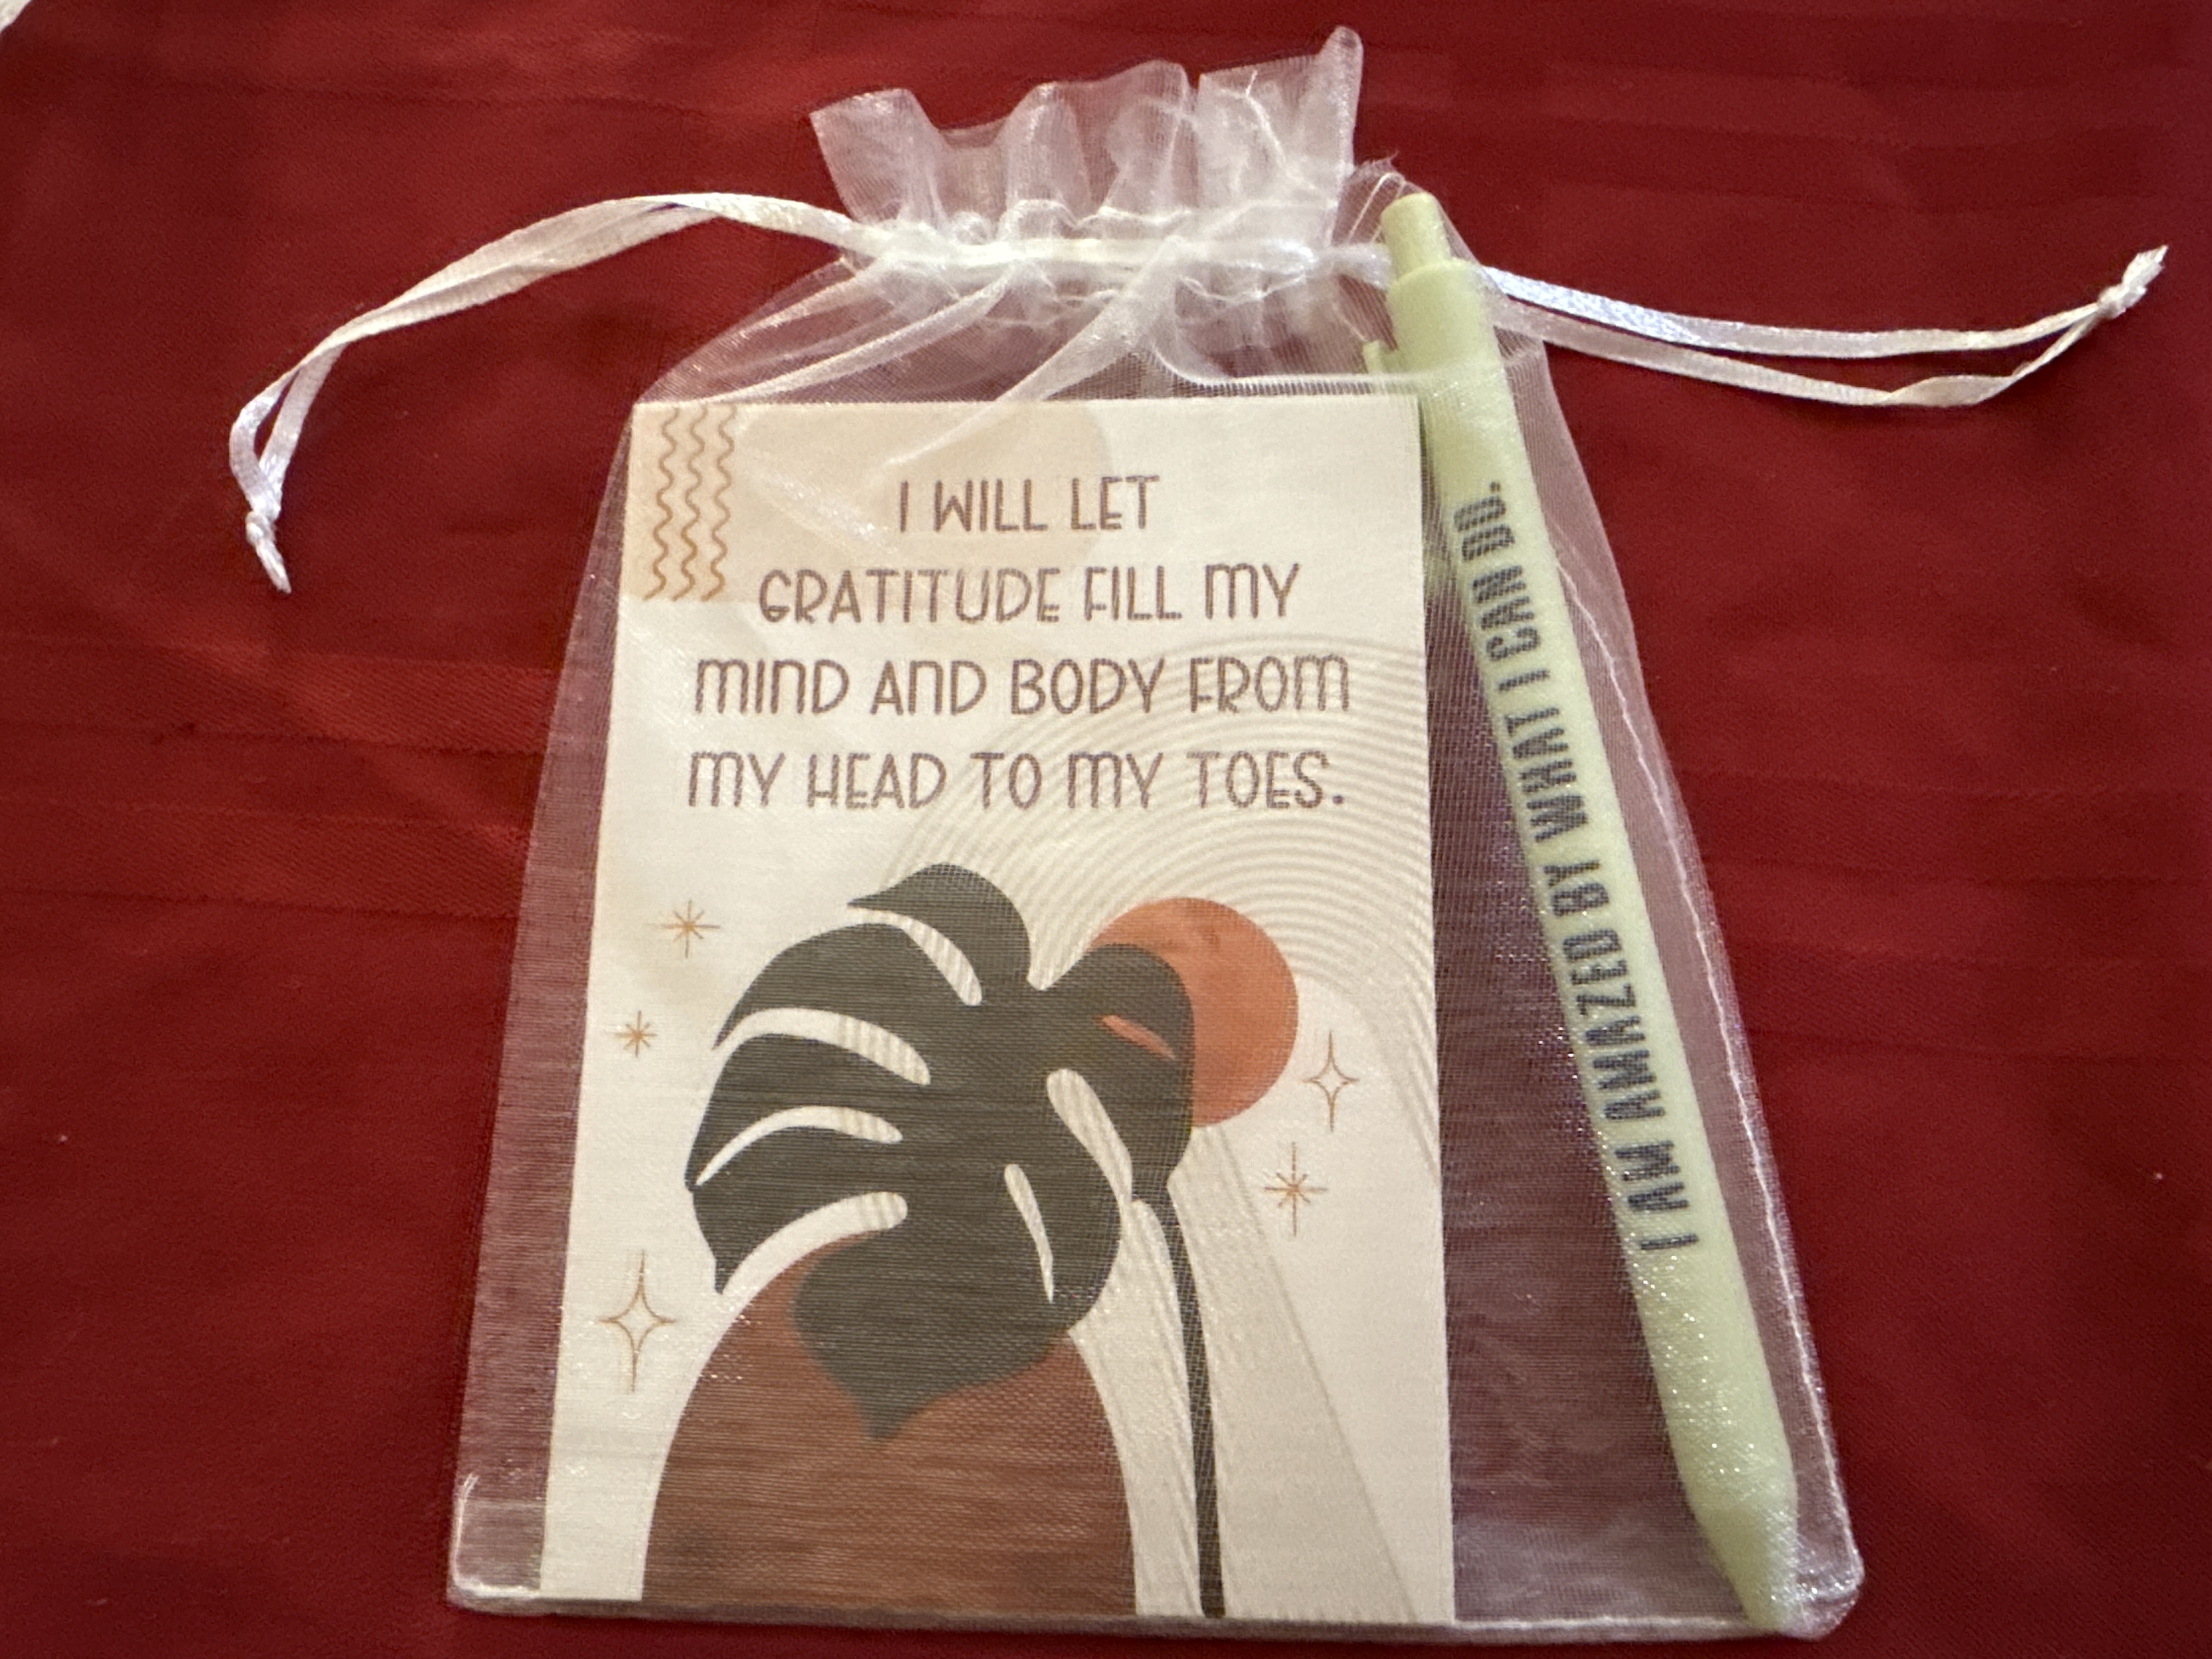 I WILL LET
GRATITUDE FILL MY
MIND AND BODY FROM
MY HEAD TO MY TOES.
I AM AMAZED BY WHAT I CAN DO.